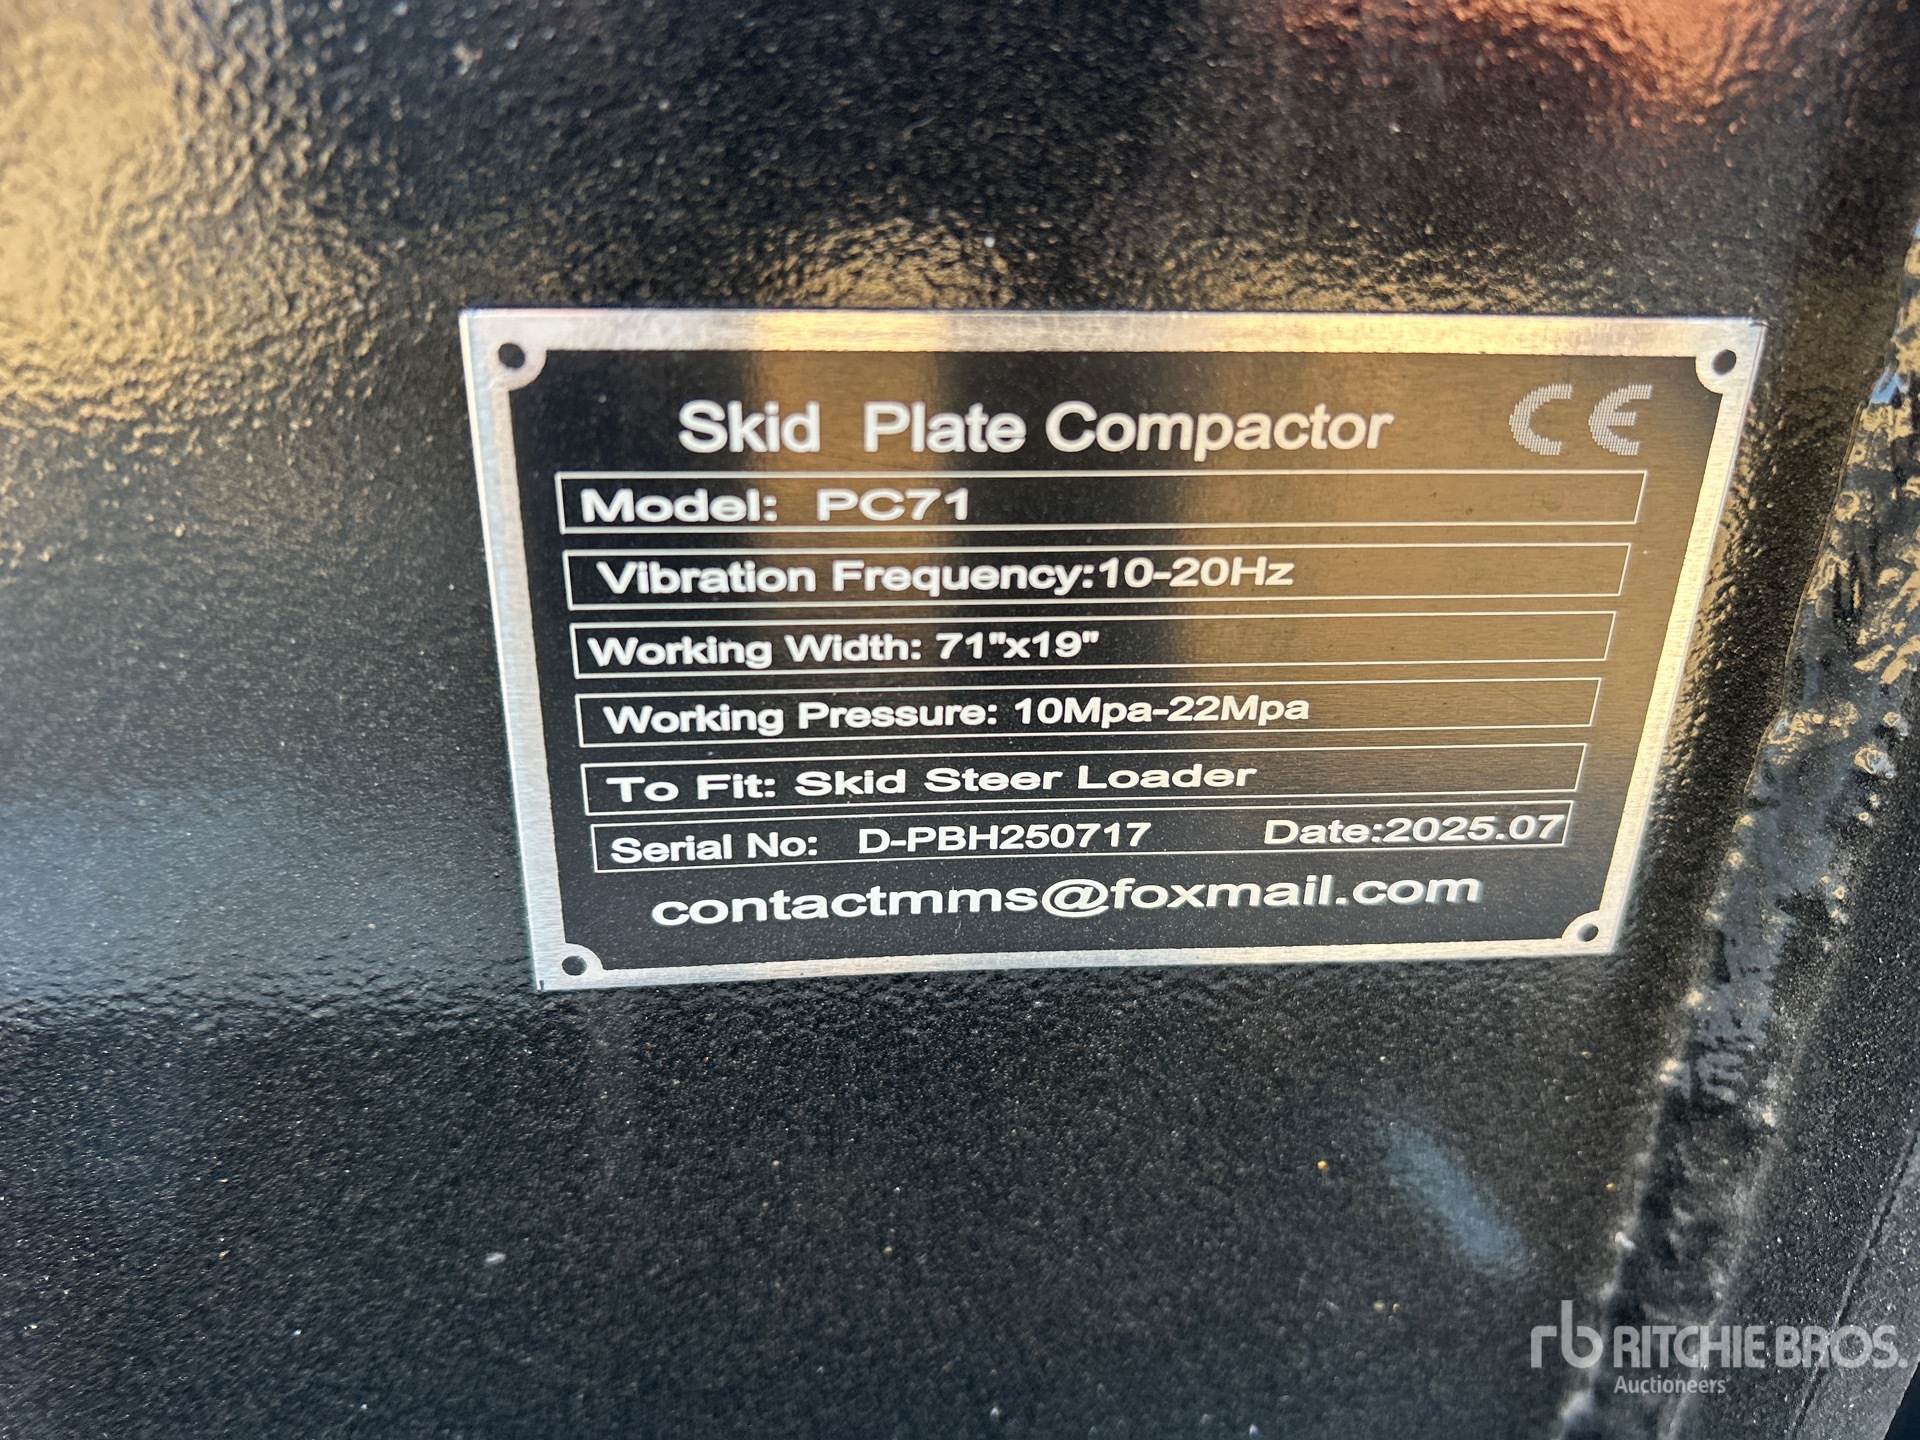 Skid Plate Compactor CE
Model: PC71
Vibration Frequency:10-20Hz
Working Width: 71"x19"
Working Pressure: 10Mpa-22Mpa
To Fit: Skid Steer Loader
Serial No: D-PBH250717 Date:2025.07
contactmms@foxmail.com
rb RITCHIE BROS.
Auctioneers